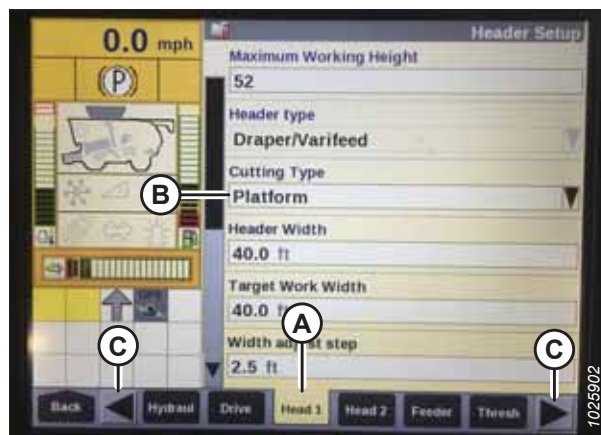 0.0 mph
Header Setup
(P)
Maximum Working Height
52
Header type
Draper/Varifeed
Cutting Type
B
Platform
Header Width
40.0 ft
Target Work Width
40.0 ft
A
Width adjust step
C
C
2.5 ft
Back
Hydraul
Drive
Head 1
Head 2
Feeder
Thresh
1025902